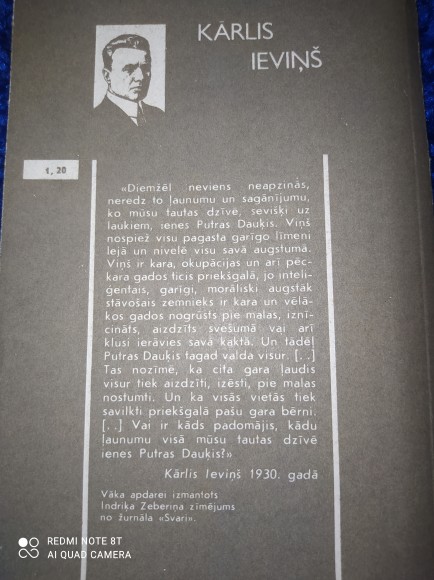 KĀRLIS
IEVIŅŠ
1, 20
«Diemžēl neviens neapzinās,
neredz to ļaunumu un sagānījumu,
ko mūsu tautas dzīvē, sevišķi uz
laukiem, ienes Putras Dauķis. Viņš
nospiež visu pagasta garīgo līmeni
lejā un nivelē visu savā augstumā.
Viņš ir kara, okupācijas un arī pēc-
kara gados ticis priekšgalā, jo inteli-
ģentais, garīgi, morāliski augstāk
stāvošais zemnieks ir kara un vēlā-
kos gados nogrūsts pie malas, iznī-
cināts, aizdzīts svešumā vai arī
klusi ierāvies savā kaktā. Un tādēļ
Putras Dauķis tagad valda visur. [..]
Tas nozīmē, ka cita gara ļaudis
visur tiek aizdzīti, izēsti, pie malas
nostumti. Un ka visās vietās tiek
savilkti priekšgalā pašu gara bērni.
[..] Vai ir kāds padomājis, kādu
ļaunumu visā mūsu tautas dzīvē
ienes Putras Dauķis?»
Kārlis Ieviņš 1930. gadā
Vāka apdarei izmantots
Indriķa Zeberiņa zīmējums
no žurnāla «Svari».
REDMI NOTE 8T
AI QUAD CAMERA